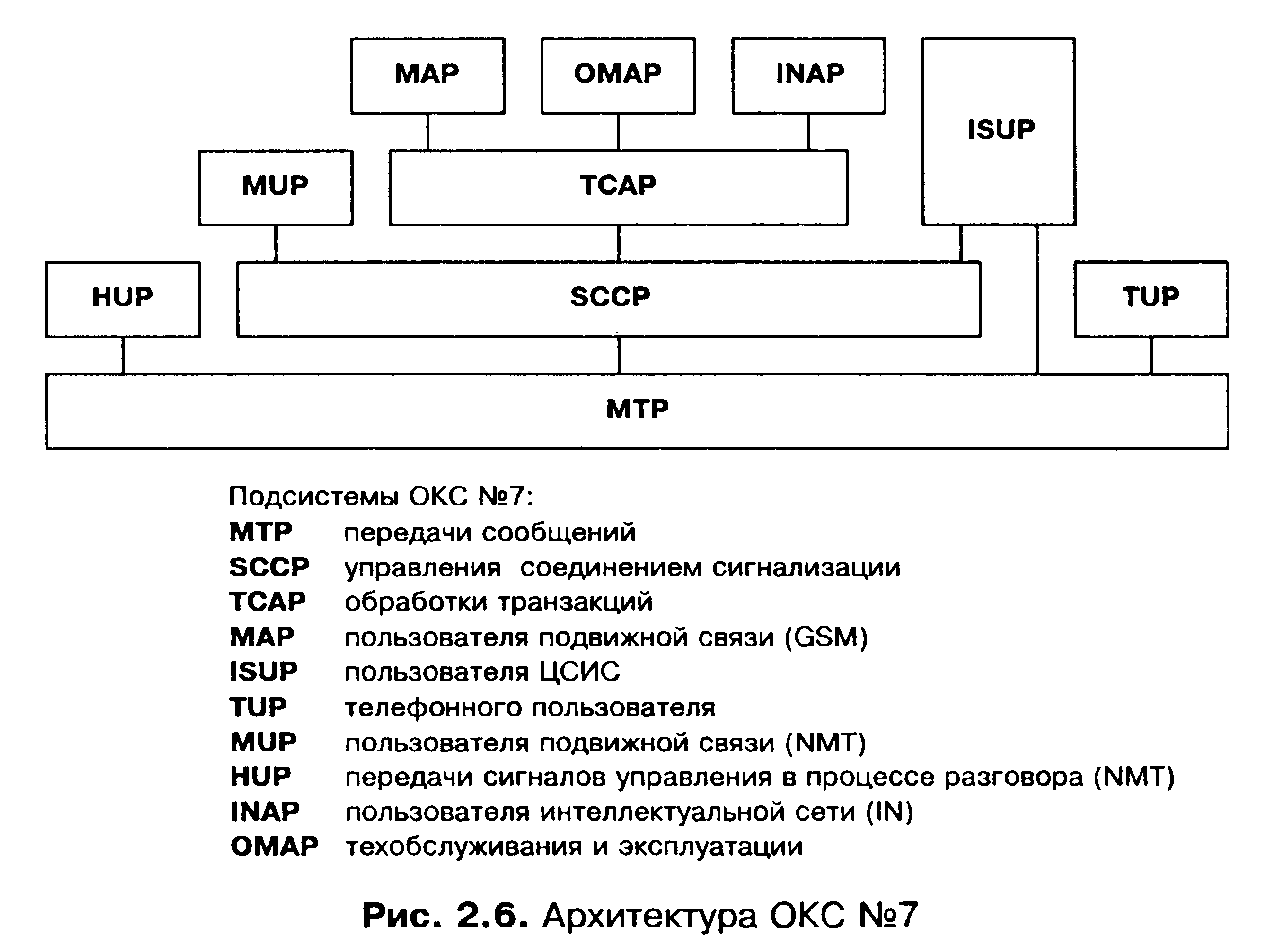 MAP OMAP INAP
ISUP
MUP TCAP
HUP SCCP TUP
MTP
Подсистемы ОКС №7:
MTP передачи сообщений
SCCP управления соединением сигнализации
TCAP обработки транзакций
MAP пользователя подвижной связи (GSM)
ISUP пользователя ЦСИС
TUP телефонного пользователя
MUP пользователя подвижной связи (NMT)
HUP передачи сигналов управления в процессе разговора (NMT)
INAP пользователя интеллектуальной сети (IN)
OMAP техобслуживания и эксплуатации
Рис. 2.6. Архитектура ОКС №7